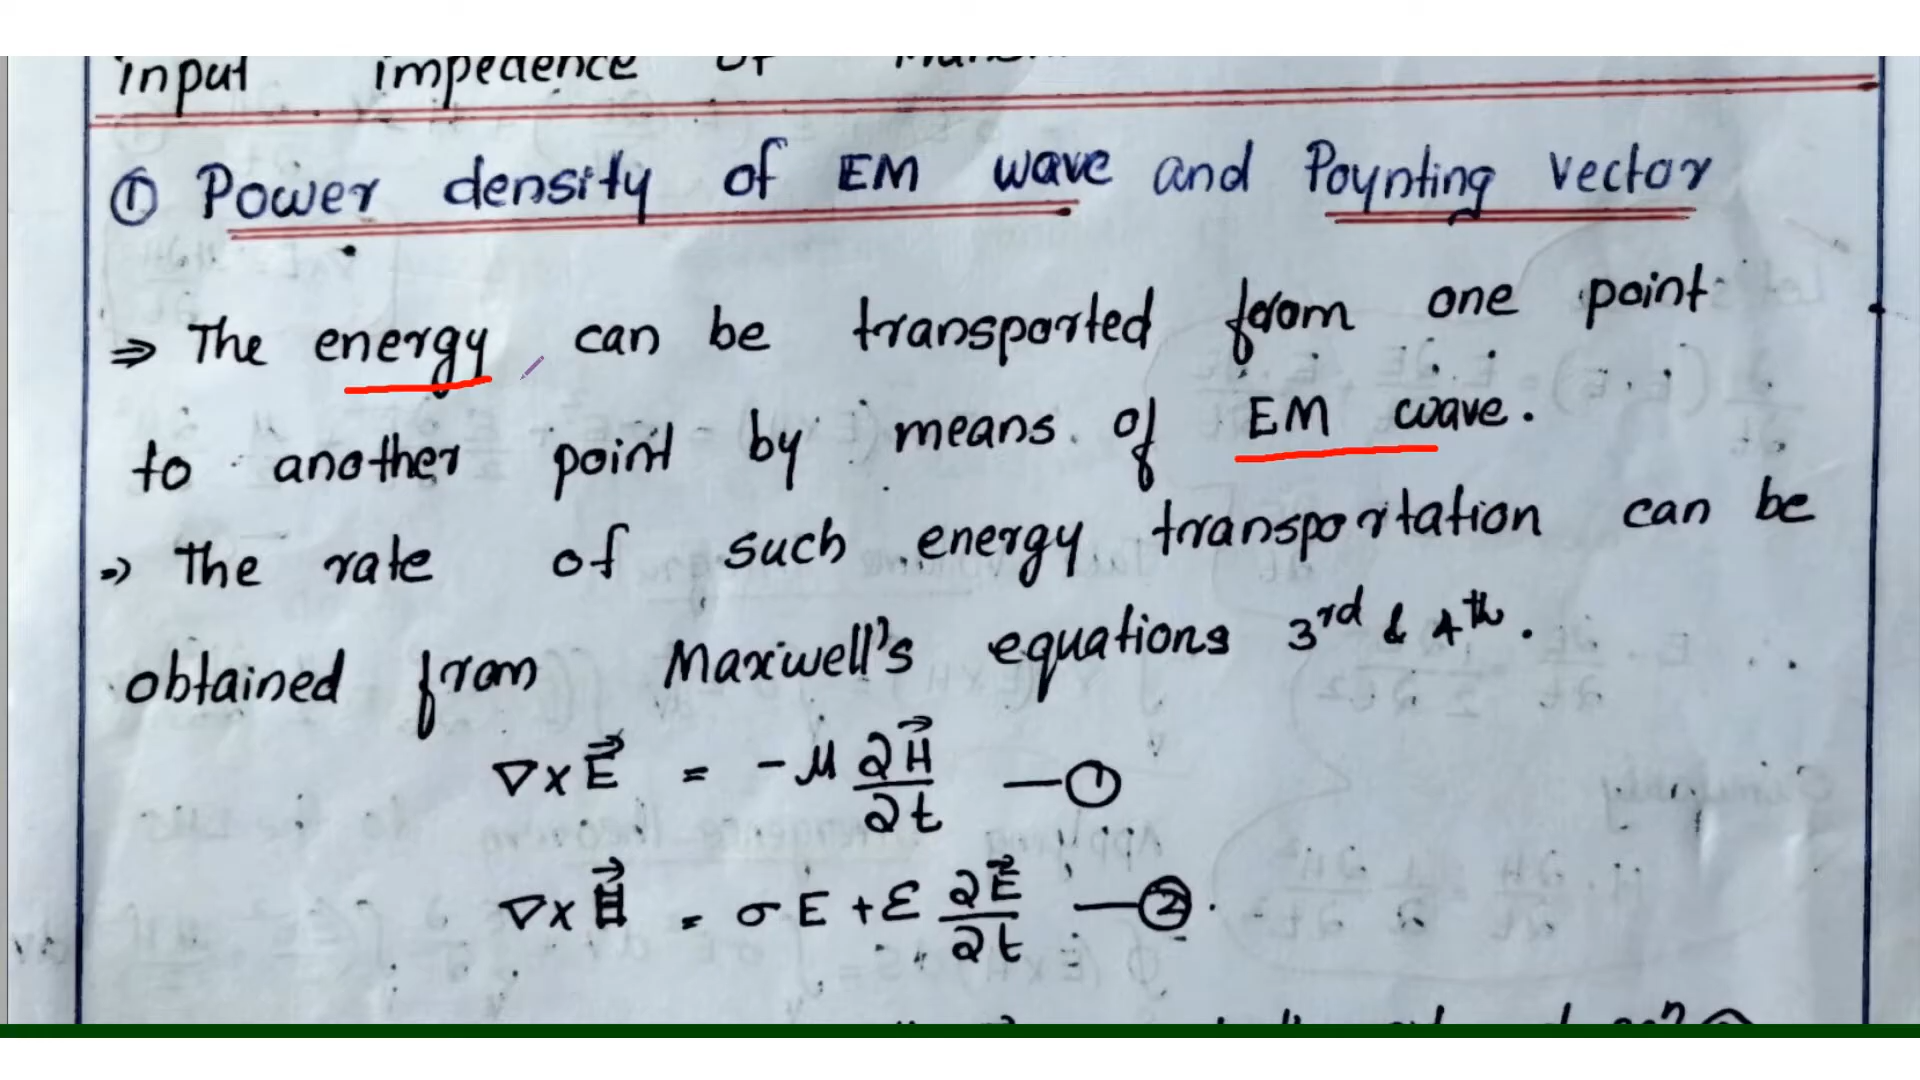 input impedence of
① Power density of EM wave and Poynting vector
⇒ The energy can be transported from one point
to another point by means of EM wave.
→ The rate of such energy transportation can be
obtained from Maxwell's equations 3rd & 4th.
∇×E⃗ = -μ ∂H⃗/∂t —①
∇×H⃗ = σE + ε ∂E⃗/∂t —②.